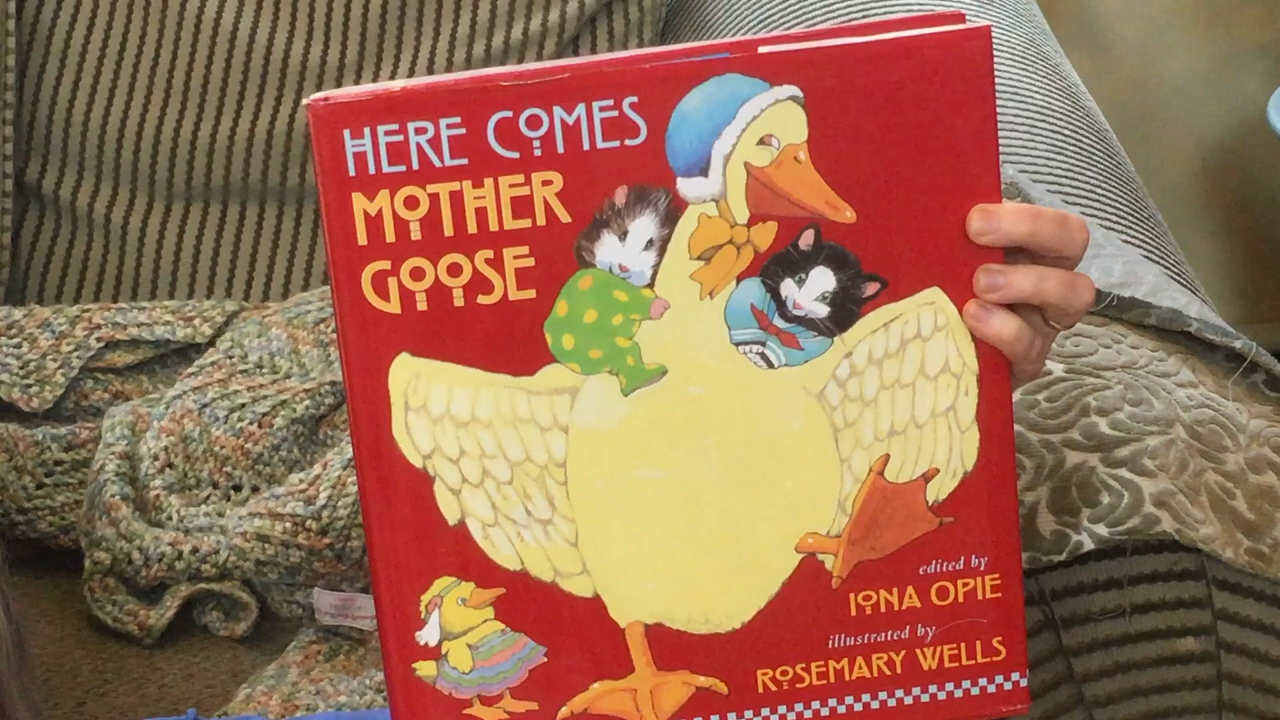 HERE COMES
MOTHER
GOOSE
edited by
IONA OPIE
illustrated by
ROSEMARY WELLS